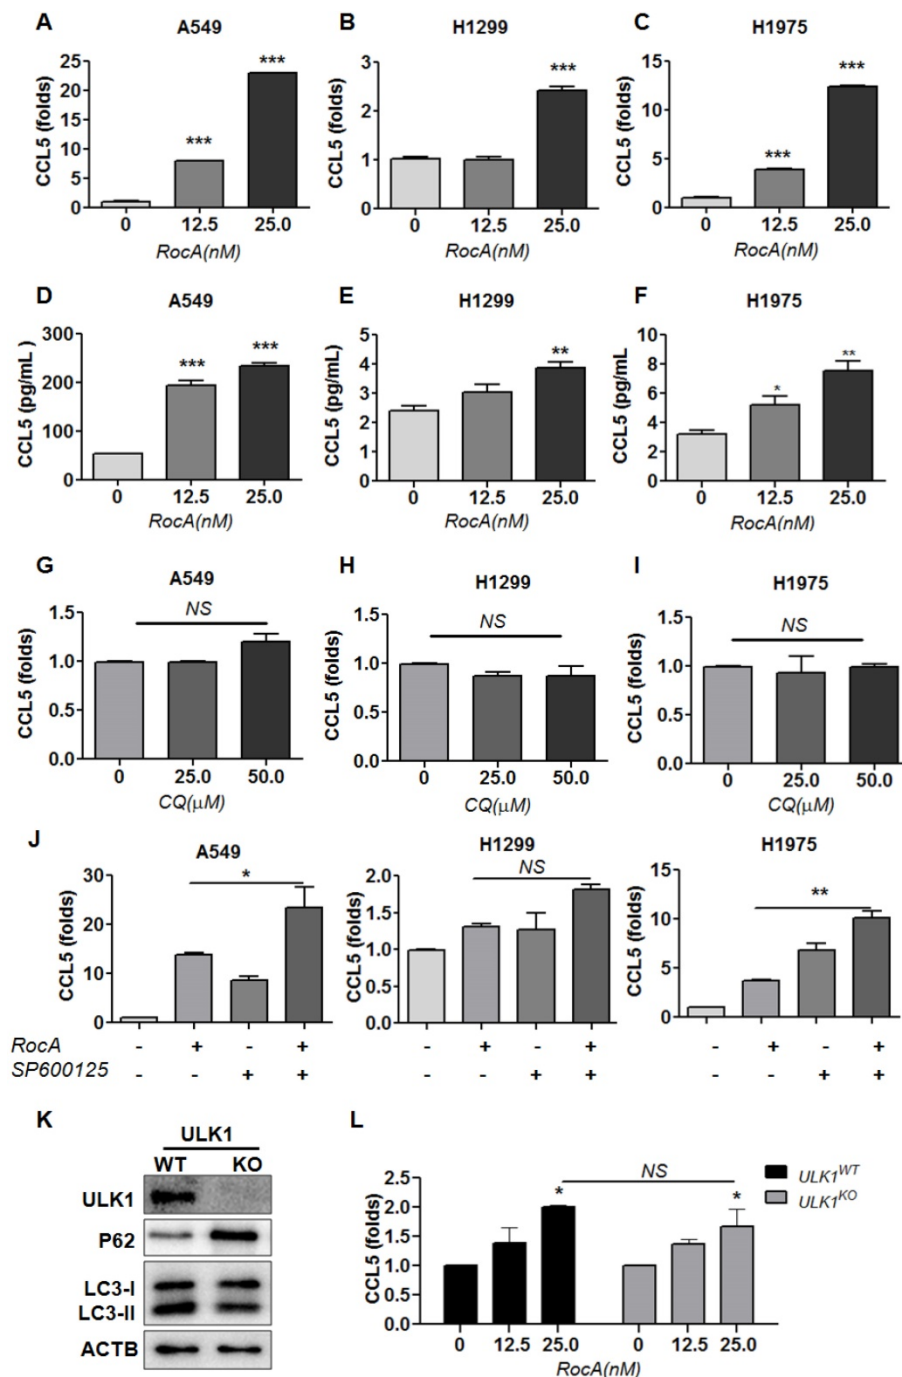 A
A549
CCL5 (folds)
25
20
15
10
5
0
***
***
0 12.5 25.0
RocA(nM)
B
H1299
CCL5 (folds)
3
2
1
0
***
0 12.5 25.0
RocA(nM)
C
H1975
CCL5 (folds)
15
10
5
0
***
***
0 12.5 25.0
RocA(nM)
D
A549
CCL5 (pg/mL )
300
200
100
0
***
***
0 12.5 25.0
RocA(nM)
E
H1299
CCL5 (pg/mL)
5
4
3
2
1
0
**
0 12.5 25.0
RocA(nM)
F
H1975
CCL5 (pg/mL
10
8
6
4
2
0
*
**
0 12.5 25.0
RocA(nM)
G
A549
CCL5 (folds)
1.5
1.0
0.5
0.0
NS
0 25.0 50.0
CQ(μM)
H
H1299
CCL5 (folds)
1.5
1.0
0.5
0.0
NS
0 25.0 50.0
CQ(μM)
I
H1975
CCL5 (folds)
1.5
1.0
0.5
0.0
NS
0 25.0 50.0
CQ(μM)
J
A549
CCL5 (folds)
30
20
10
0
*
H1299
CCL5 (folds)
2.0
1.5
1.0
0.5
0.0
NS
H1975
CCL5 (folds)
15
10
5
0
**
RocA - + - + - + - + - + - +
SP600125 - - + + - - + + - - + +
K
ULK1
WT KO
ULK1
P62
LC3-I
LC3-II
ACTB
L
CCL5 (folds)
2.5
2.0
1.5
1.0
0.5
0.0
NS
*
*
ULK1WT
ULK1KO
0 12.5 25.0 0 12.5 25.0
RocA(nM)